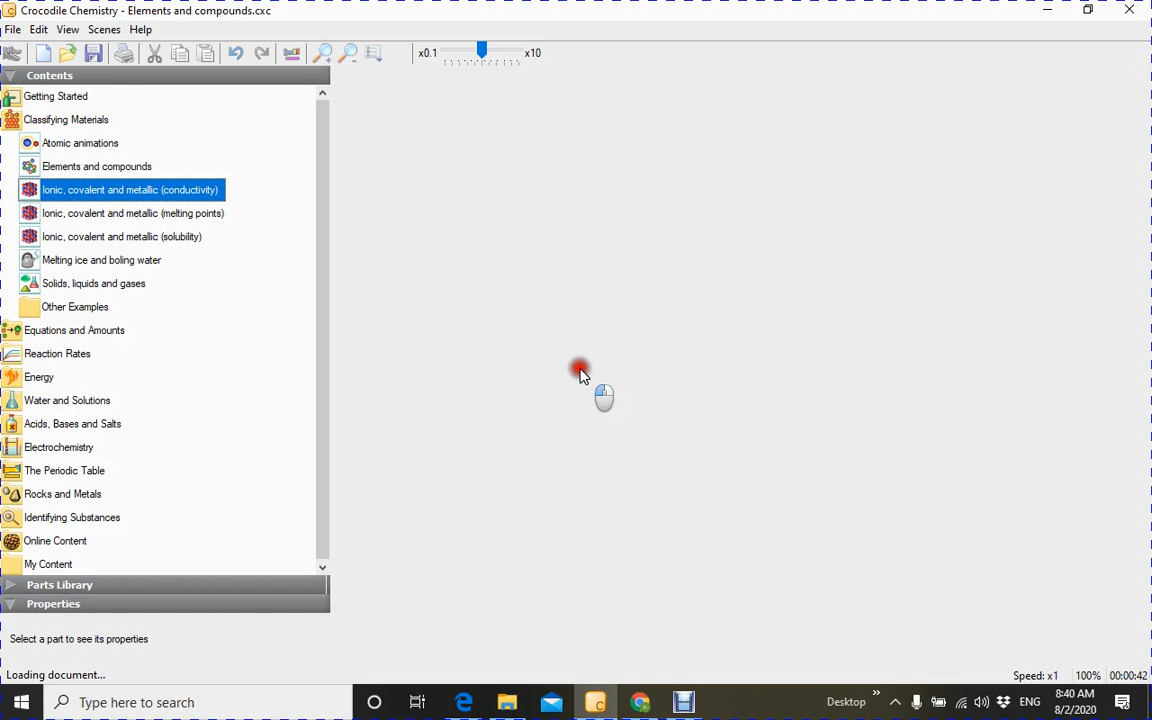 Crocodile Chemistry - Elements and compounds.cxc
File Edit View Scenes Help
x0.1 x10
Contents
Getting Started
Classifying Materials
Atomic animations
Elements and compounds
Ionic, covalent and metallic (conductivity)
Ionic, covalent and metallic (melting points)
Ionic, covalent and metallic (solubility)
Melting ice and boling water
Solids, liquids and gases
Other Examples
Equations and Amounts
Reaction Rates
Energy
Water and Solutions
Acids, Bases and Salts
Electrochemistry
The Periodic Table
Rocks and Metals
Identifying Substances
Online Content
My Content
Parts Library
Properties
Select a part to see its properties
Loading document... Speed: x1 100% 00:00:42
Type here to search Desktop ENG 8:40 AM
8/2/2020